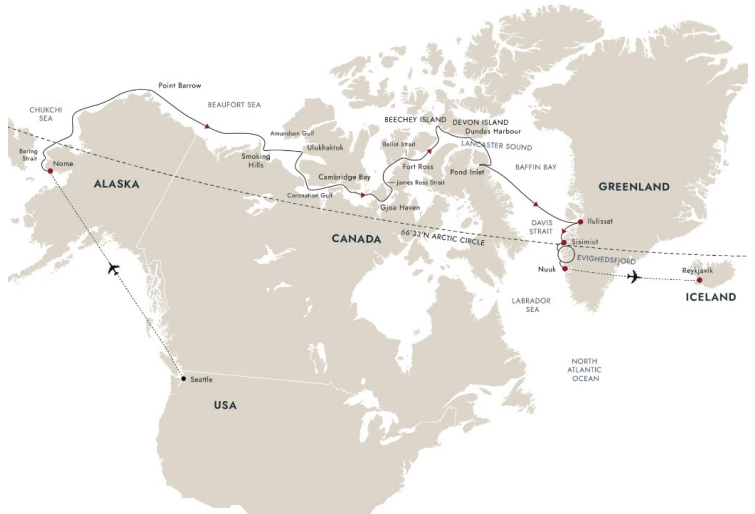 Point Barrow
CHUKCHI
SEA
BEAUFORT SEA
BEECHEY ISLAND
DEVON ISLAND
Dundas Harbour
Amundsen Gulf
Bellot Strait
LANCASTER SOUND
Bering
Strait
Nome
Smoking
Hills
Ulukhaktok
Cambridge Bay
Fort Ross
Pond Inlet
BAFFIN BAY
ALASKA
James Ross Strait
GREENLAND
Coronation Gulf
Gjoa Haven
Ilulissat
DAVIS
STRAIT
CANADA
66°33'N ARCTIC CIRCLE
Sisimiut
EVIGHEDSFJORD
Nuuk
Reykjavík
ICELAND
LABRADOR
SEA
NORTH
ATLANTIC
OCEAN
Seattle
USA